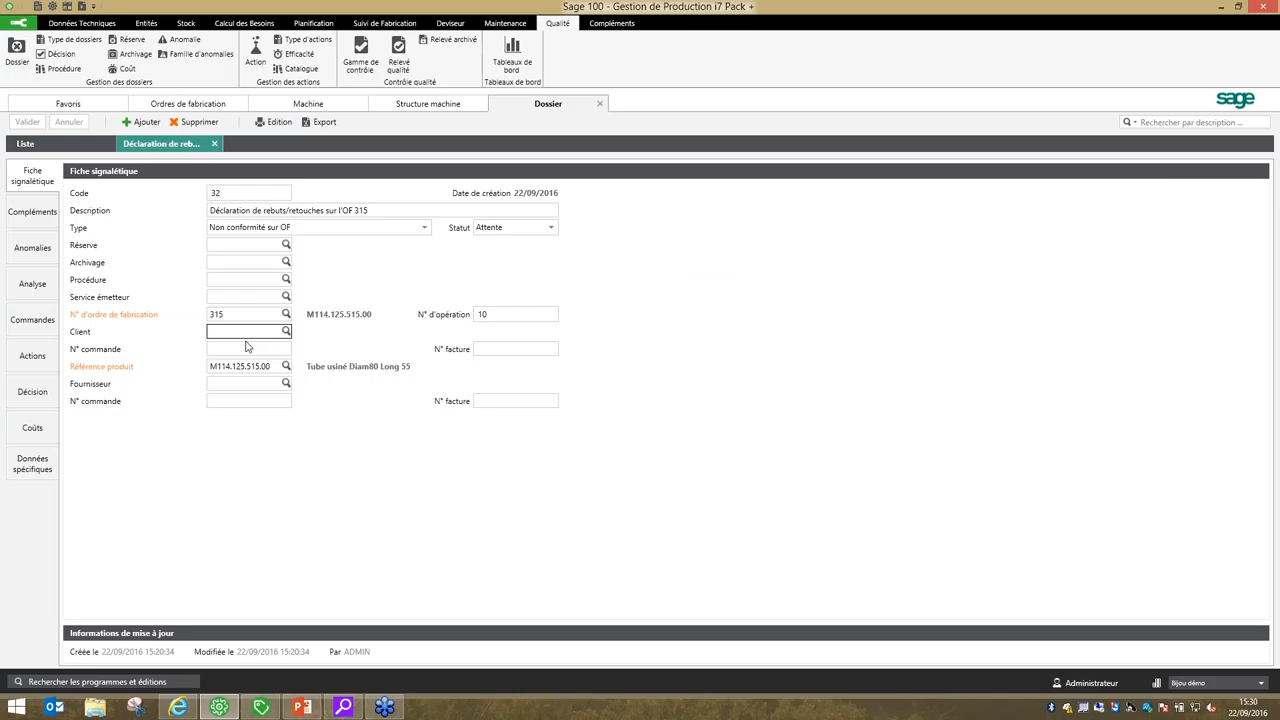 Sage 100 - Gestion de Production i7 Pack +
Données Techniques Entités Stock Calcul des Besoins Planification Suivi de Fabrication Deviseur Maintenance Qualité Compléments
Dossier
Type de dossiers Réserve Anomalie
Décision Archivage Famille d'anomalies
Procédure Coût
Gestion des dossiers
Action
Type d'actions
Efficacité
Catalogue
Gestion des actions
Gamme de contrôle
Relevé qualité
Relevé archivé
Contrôle qualité
Tableaux de bord
Tableaux de bord
Favoris Ordres de fabrication Machine Structure machine Dossier
sage
Valider Annuler Ajouter Supprimer Edition Export Rechercher par description ...
Liste Déclaration de reb...
Fiche signalétique
Compléments
Anomalies
Analyse
Commandes
Actions
Décision
Coûts
Données spécifiques
Fiche signalétique
Code 32 Date de création 22/09/2016
Description Déclaration de rebuts/retouches sur l'OF 315
Type Non conformité sur OF Statut Attente
Réserve
Archivage
Procédure
Service émetteur
N° d'ordre de fabrication 315 M114.125.515.00 N° d'opération 10
Client
N° commande N° facture
Référence produit M114.125.515.00 Tube usiné Diam80 Long 55
Fournisseur
N° commande N° facture
Informations de mise à jour
Créée le 22/09/2016 15:20:34 Modifiée le 22/09/2016 15:20:34 Par ADMIN
Rechercher les programmes et éditions Administrateur Bijou démo
15:30
22/09/2016